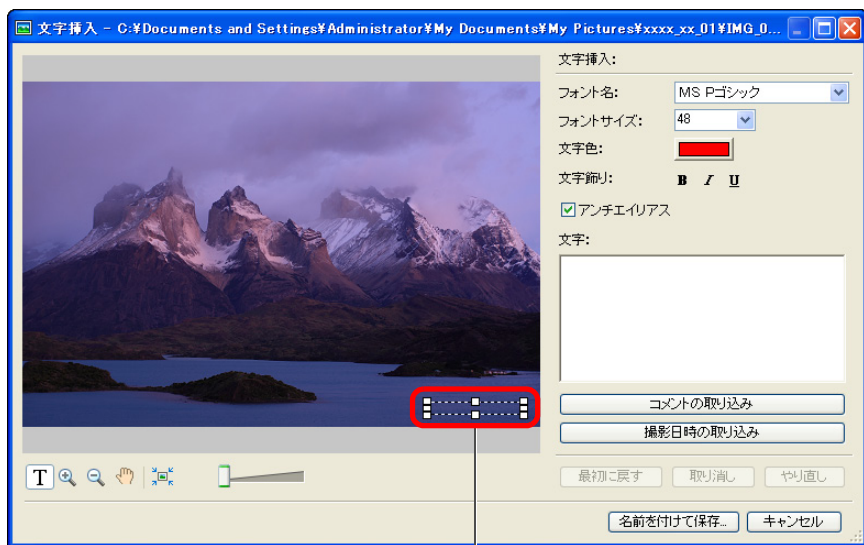 文字挿入 - C:¥Documents and Settings¥Administrator¥My Documents¥My Pictures¥xxxx_xx_01¥IMG_0...
文字挿入:
フォント名: MS Pゴシック
フォントサイズ: 48
文字色:
文字飾り: B I U
アンチエイリアス
文字:
コメントの取り込み
撮影日時の取り込み
T
最初に戻す 取り消し やり直し
名前を付けて保存... キャンセル